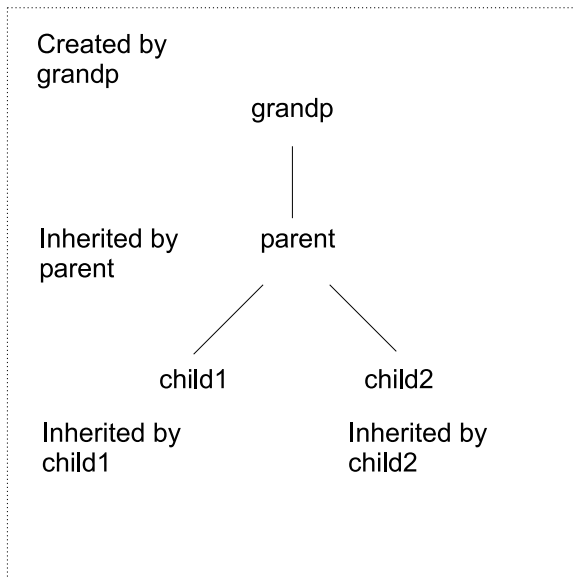 Created by
grandp
grandp
Inherited by
parent
parent
child1
child2
Inherited by
child1
Inherited by
child2